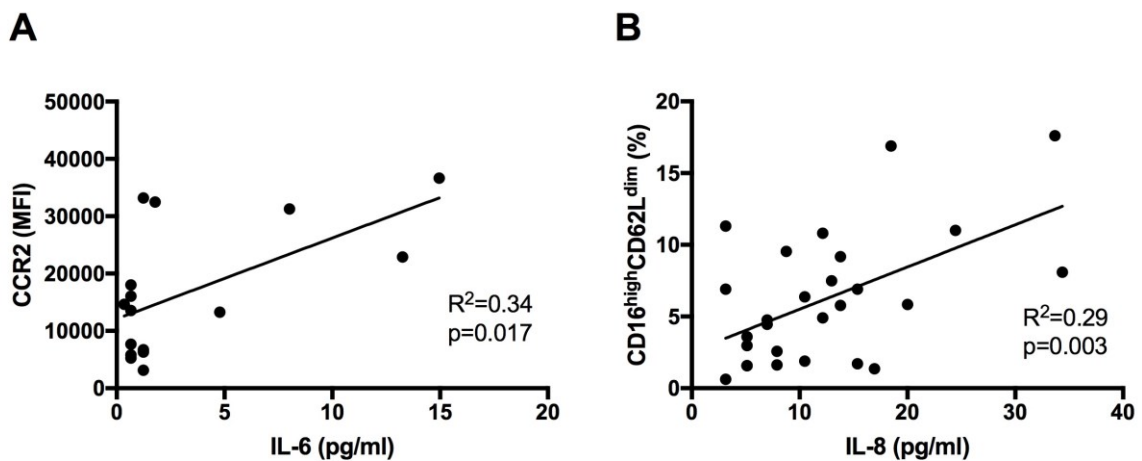 A
CCR2 (MFI)
50000
40000
30000
20000
10000
0
0 5 10 15 20
IL-6 (pg/ml)
R²=0.34
p=0.017
B
CD16highCD62Ldim (%)
20
15
10
5
0
0 10 20 30 40
IL-8 (pg/ml)
R²=0.29
p=0.003